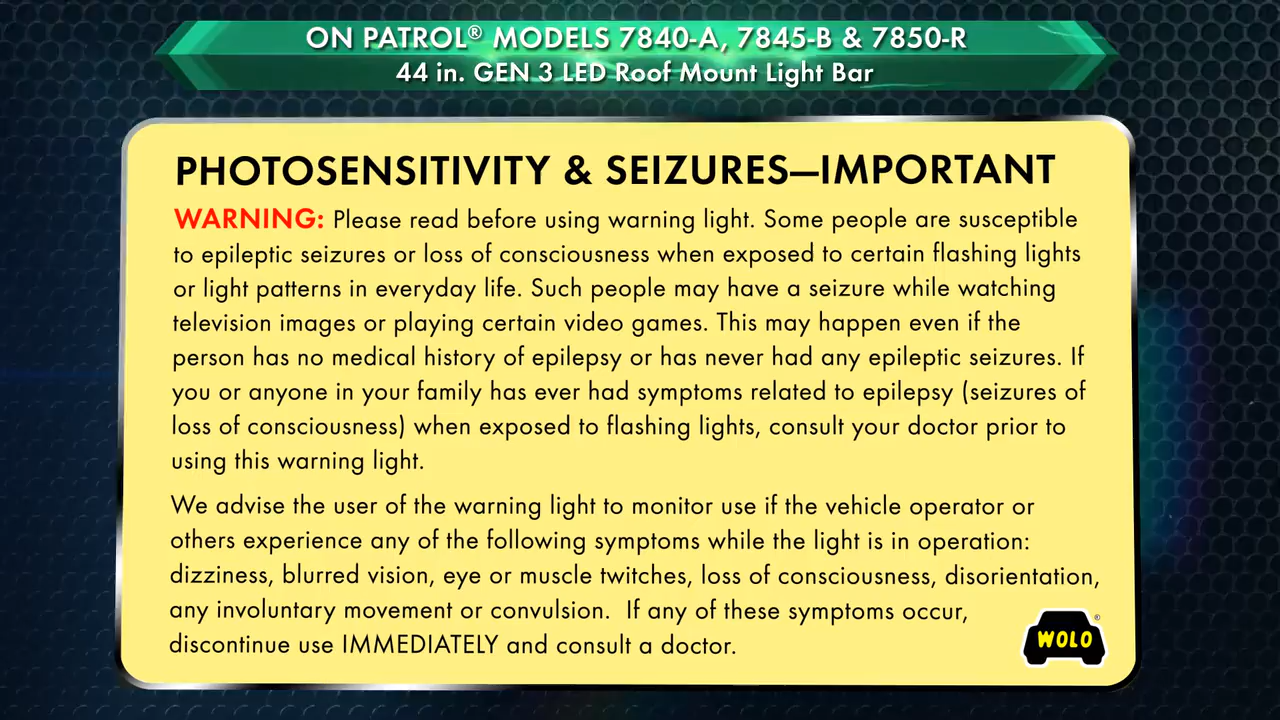 ON PATROL® MODELS 7840-A, 7845-B & 7850-R
44 in. GEN 3 LED Roof Mount Light Bar
PHOTOSENSITIVITY & SEIZURES—IMPORTANT
WARNING: Please read before using warning light. Some people are susceptible
to epileptic seizures or loss of consciousness when exposed to certain flashing lights
or light patterns in everyday life. Such people may have a seizure while watching
television images or playing certain video games. This may happen even if the
person has no medical history of epilepsy or has never had any epileptic seizures. If
you or anyone in your family has ever had symptoms related to epilepsy (seizures of
loss of consciousness) when exposed to flashing lights, consult your doctor prior to
using this warning light.
We advise the user of the warning light to monitor use if the vehicle operator or
others experience any of the following symptoms while the light is in operation:
dizziness, blurred vision, eye or muscle twitches, loss of consciousness, disorientation,
any involuntary movement or convulsion. If any of these symptoms occur,
discontinue use IMMEDIATELY and consult a doctor.
WOLO®